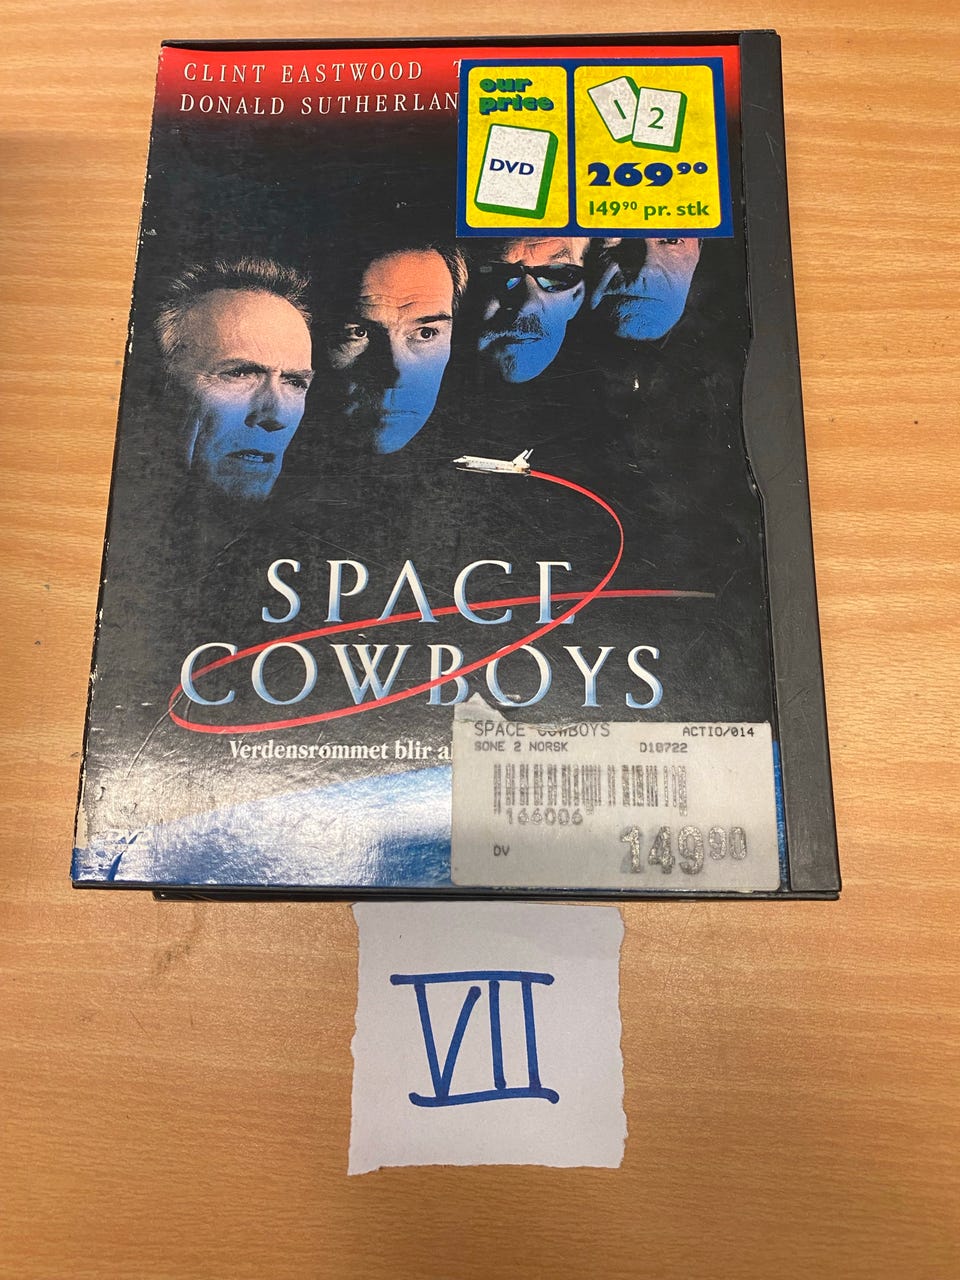 CLINT EASTWOOD
DONALD SUTHERLAN
our
price
DVD
1 2
269⁹⁰
149⁹⁰ pr. stk
SPACE
COWBOYS
Verdensrommet blir
SPACE COWBOYS ACTIO/014
SONE 2 NORSK D10722
166006
DV 149⁹⁰
VII